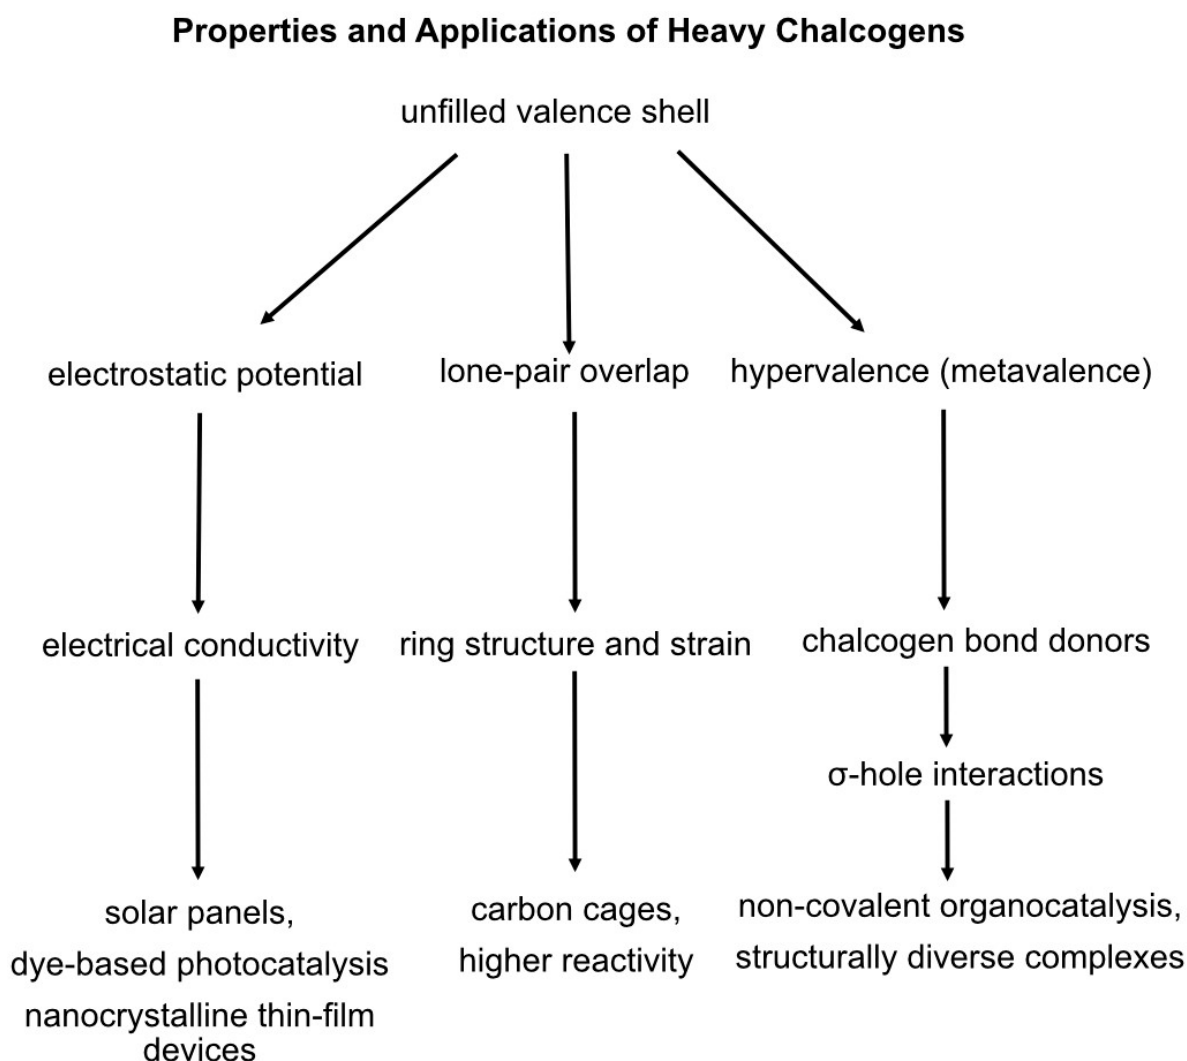 Properties and Applications of Heavy Chalcogens
unfilled valence shell
electrostatic potential
lone-pair overlap
hypervalence (metavalence)
electrical conductivity
ring structure and strain
chalcogen bond donors
σ-hole interactions
solar panels,
dye-based photocatalysis
nanocrystalline thin-film
devices
carbon cages,
higher reactivity
non-covalent organocatalysis,
structurally diverse complexes